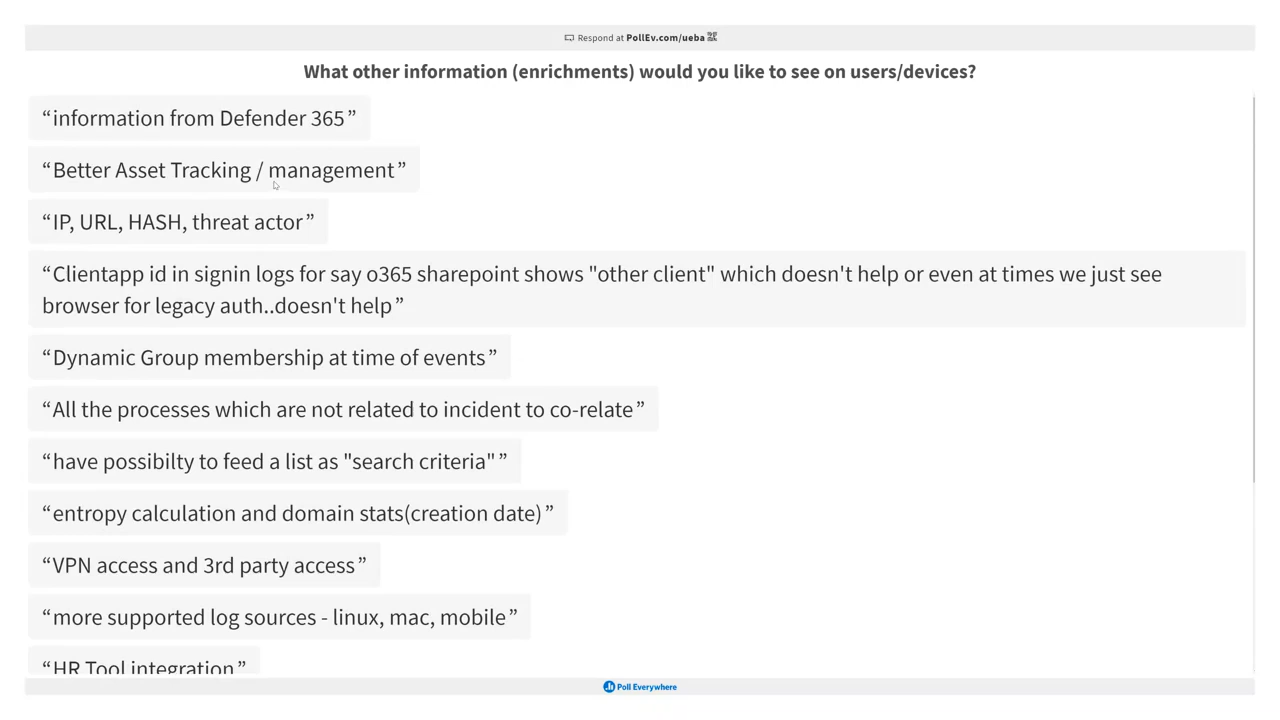 Respond at PollEv.com/ueba
What other information (enrichments) would you like to see on users/devices?
“information from Defender 365”
“Better Asset Tracking / management”
“IP, URL, HASH, threat actor”
“Clientapp id in signin logs for say o365 sharepoint shows "other client" which doesn't help or even at times we just see
browser for legacy auth..doesn't help”
“Dynamic Group membership at time of events”
“All the processes which are not related to incident to co-relate”
“have possibilty to feed a list as "search criteria"”
“entropy calculation and domain stats(creation date)”
“VPN access and 3rd party access”
“more supported log sources - linux, mac, mobile”
“HR Tool integration”
Poll Everywhere